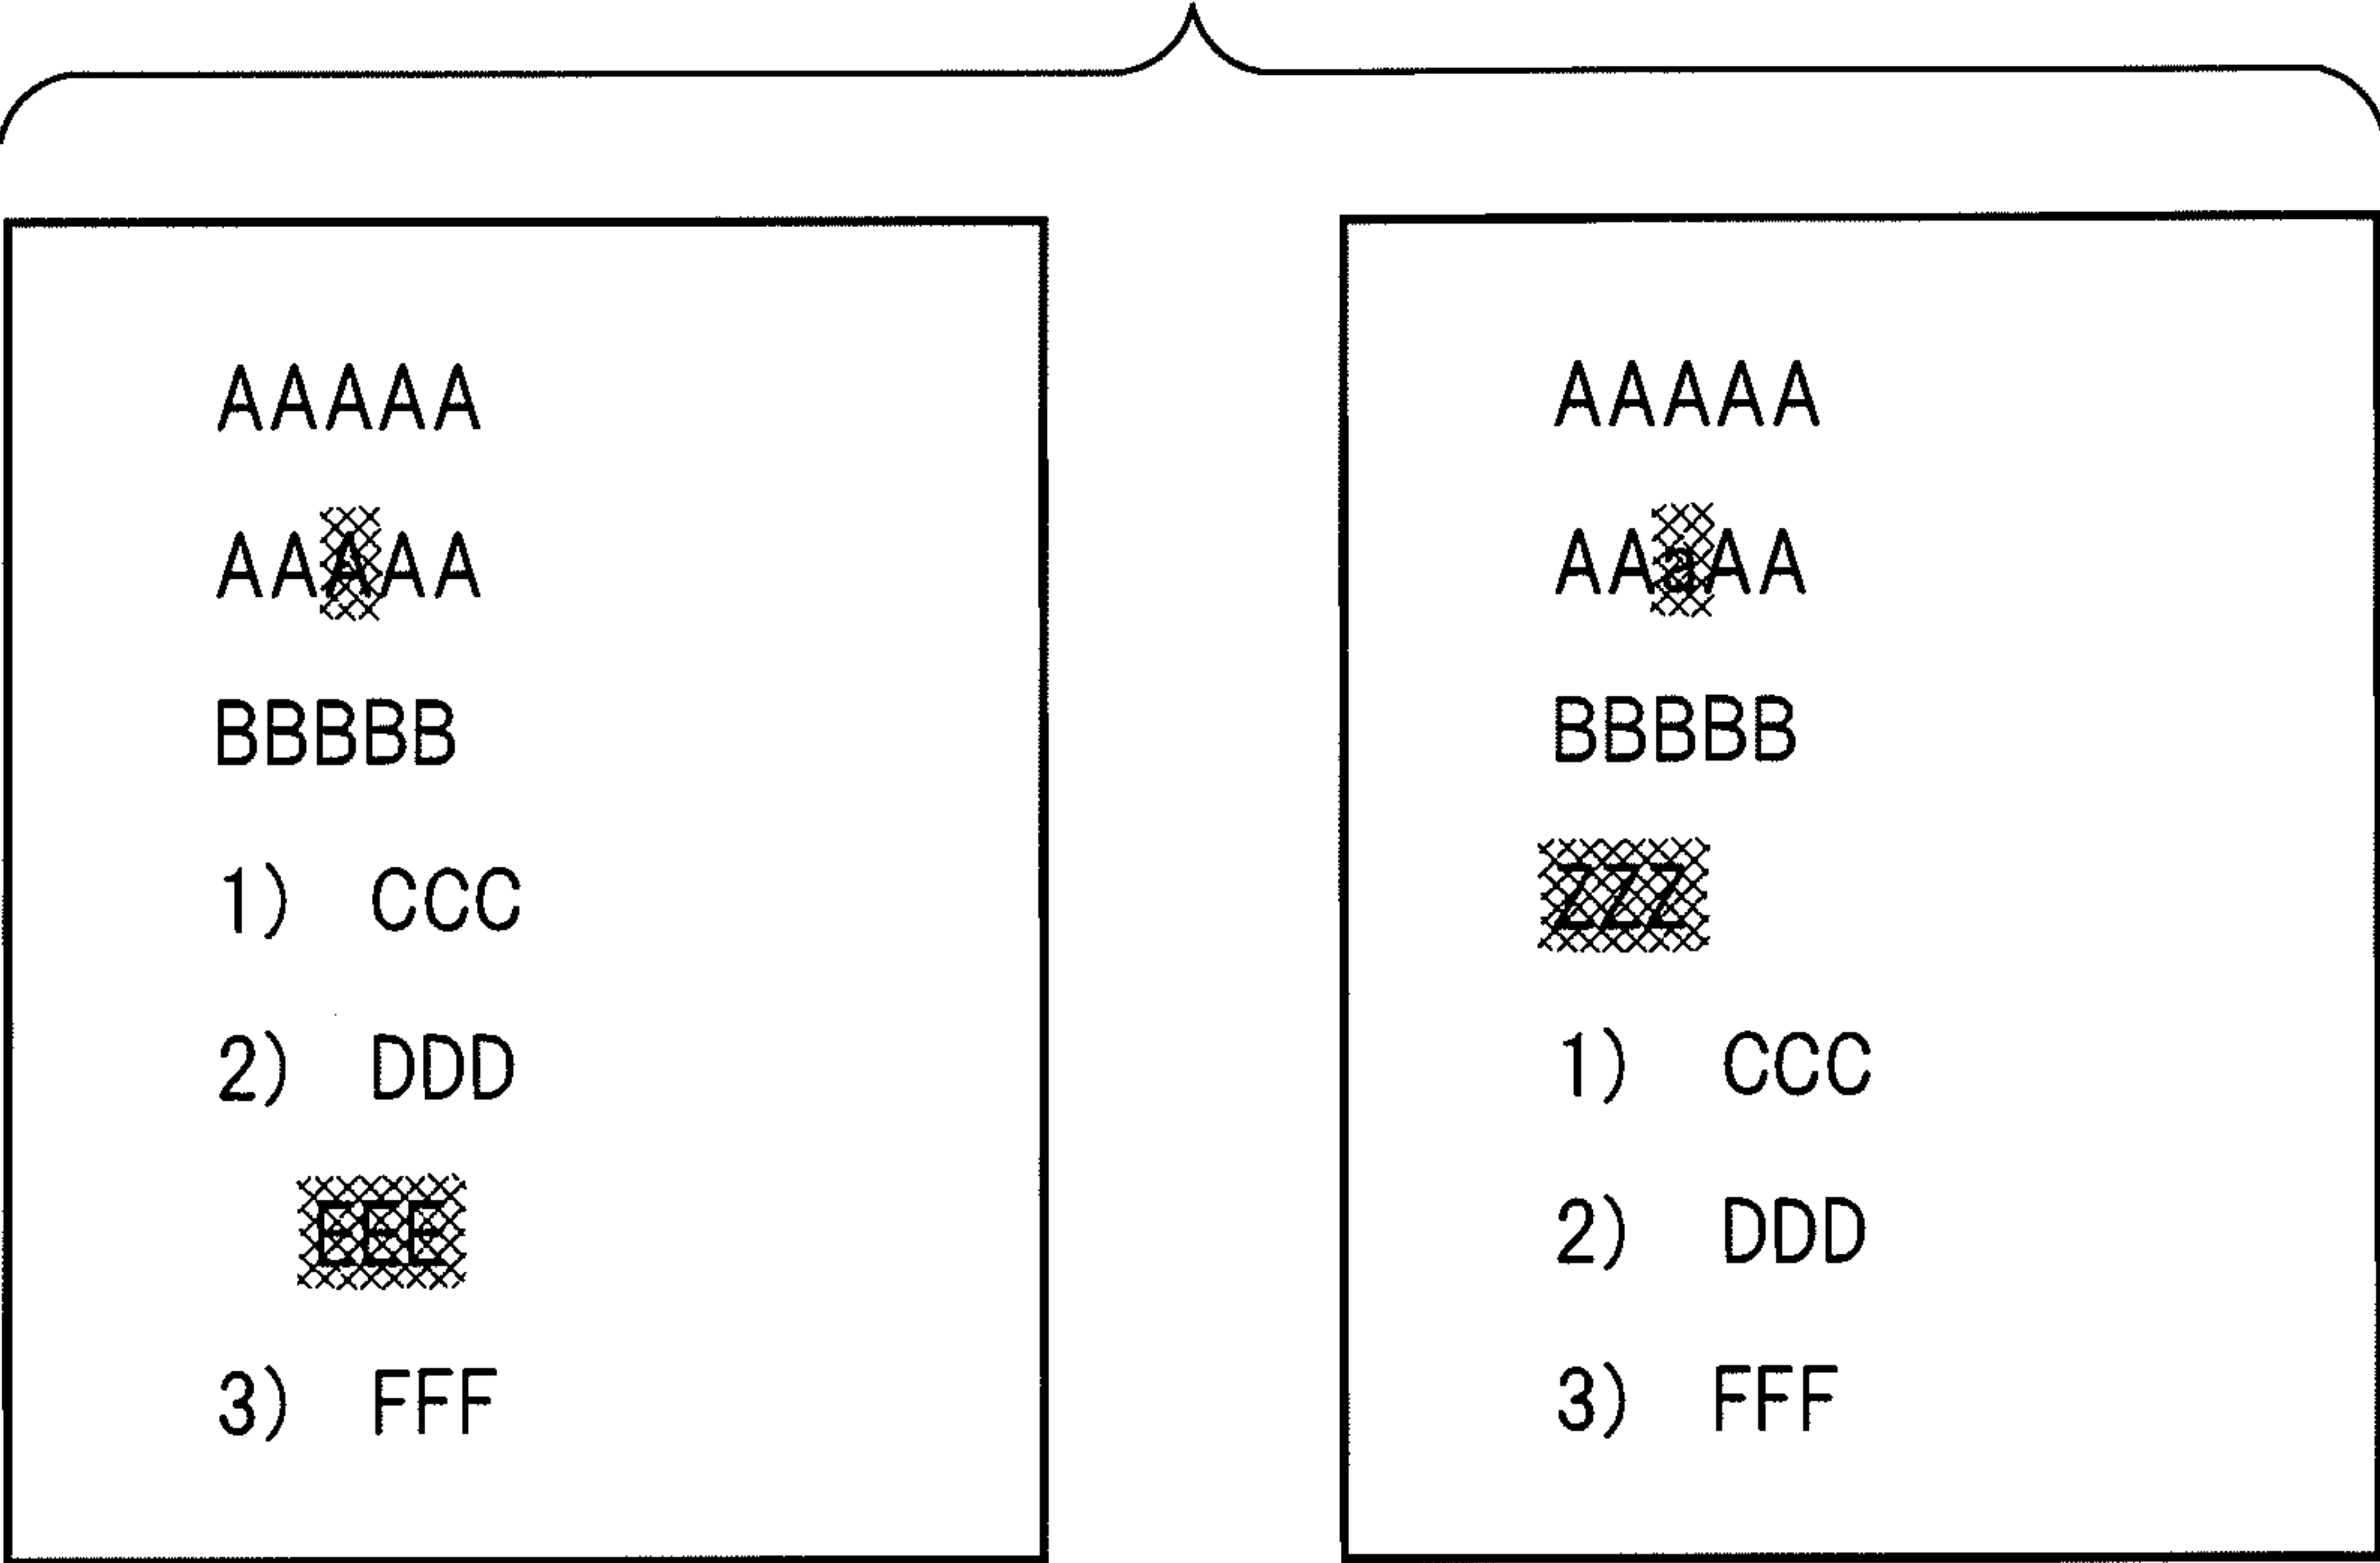 AAAAA
AAAAA
BBBBB
1) CCC
2) DDD
EEE
3) FFF
AAAAA
AAaAA
BBBBB
ZZZ
1) CCC
2) DDD
3) FFF